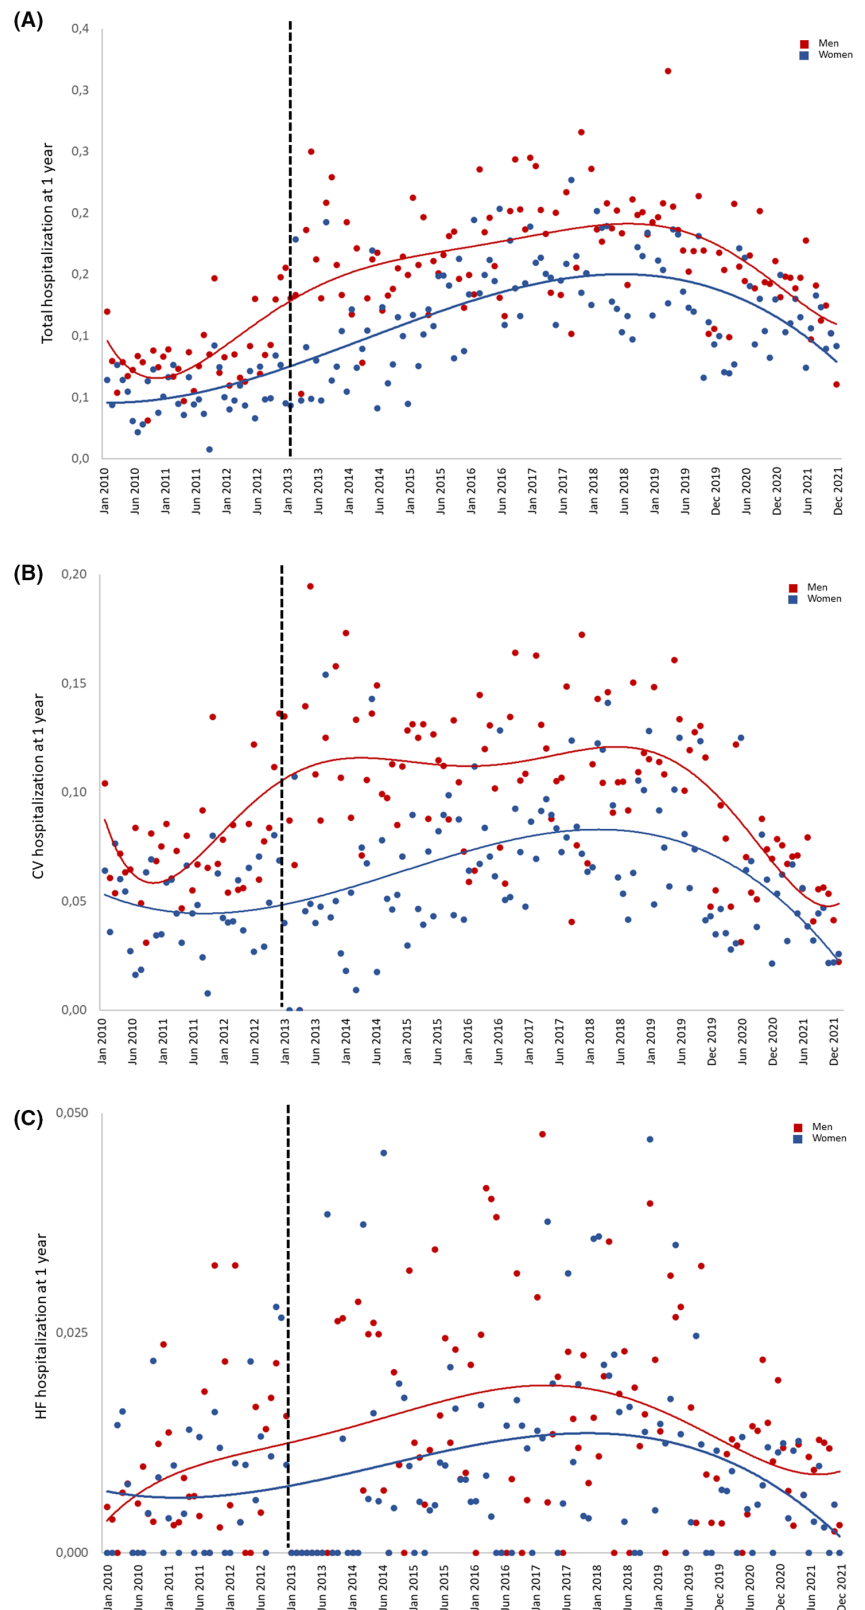 (A)
Total hospitalization at 1 year
0,4
0,3
0,3
0,2
0,2
0,1
0,1
0,0
Men
Women
Jan 2010
Jun 2010
Jan 2011
Jun 2011
Jan 2012
Jun 2012
Jan 2013
Jun 2013
Jan 2014
Jun 2014
Jan 2015
Jun 2015
Jan 2016
Jun 2016
Jan 2017
Jun 2017
Jan 2018
Jun 2018
Jan 2019
Jun 2019
Dec 2019
Jun 2020
Dec 2020
Jun 2021
Dec 2021
(B)
CV hospitalization at 1 year
0,20
0,15
0,10
0,05
0,00
Men
Women
Jan 2010
Jun 2010
Jan 2011
Jun 2011
Jan 2012
Jun 2012
Jan 2013
Jun 2013
Jan 2014
Jun 2014
Jan 2015
Jun 2015
Jan 2016
Jun 2016
Jan 2017
Jun 2017
Jan 2018
Jun 2018
Jan 2019
Jun 2019
Dec 2019
Jun 2020
Dec 2020
Jun 2021
Dec 2021
(C)
HF hospitalization at 1 year
0,050
0,025
0,000
Men
Women
Jan 2010
Jun 2010
Jan 2011
Jun 2011
Jan 2012
Jun 2012
Jan 2013
Jun 2013
Jan 2014
Jun 2014
Jan 2015
Jun 2015
Jan 2016
Jun 2016
Jan 2017
Jun 2017
Jan 2018
Jun 2018
Jan 2019
Jun 2019
Dec 2019
Jun 2020
Dec 2020
Jun 2021
Dec 2021